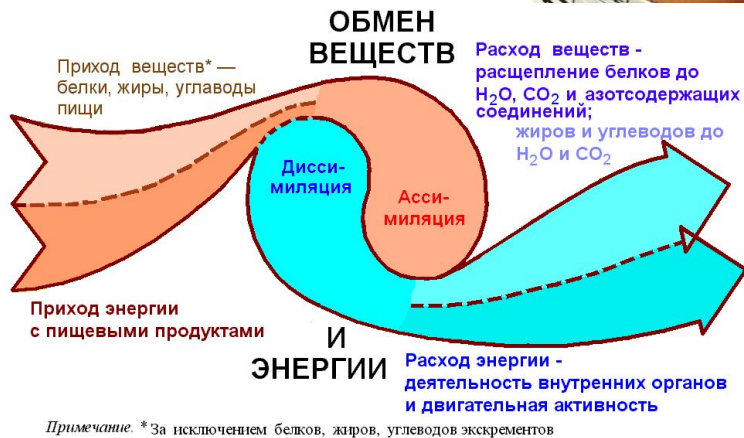 ОБМЕН
ВЕЩЕСТВ
Приход веществ* —
белки, жиры, углаводы
пищи
Расход веществ -
расщепление белков до
H₂O, CO₂ и азотсодержащих
соединений;
жиров и углеводов до
H₂O и CO₂
Дисси-
миляция
Асси-
миляция
Приход энергии
с пищевыми продуктами
И
ЭНЕРГИИ
Расход энергии -
деятельность внутренних органов
и двигательная активность
Примечание. * За исключением белков, жиров, углеводов экскрементов